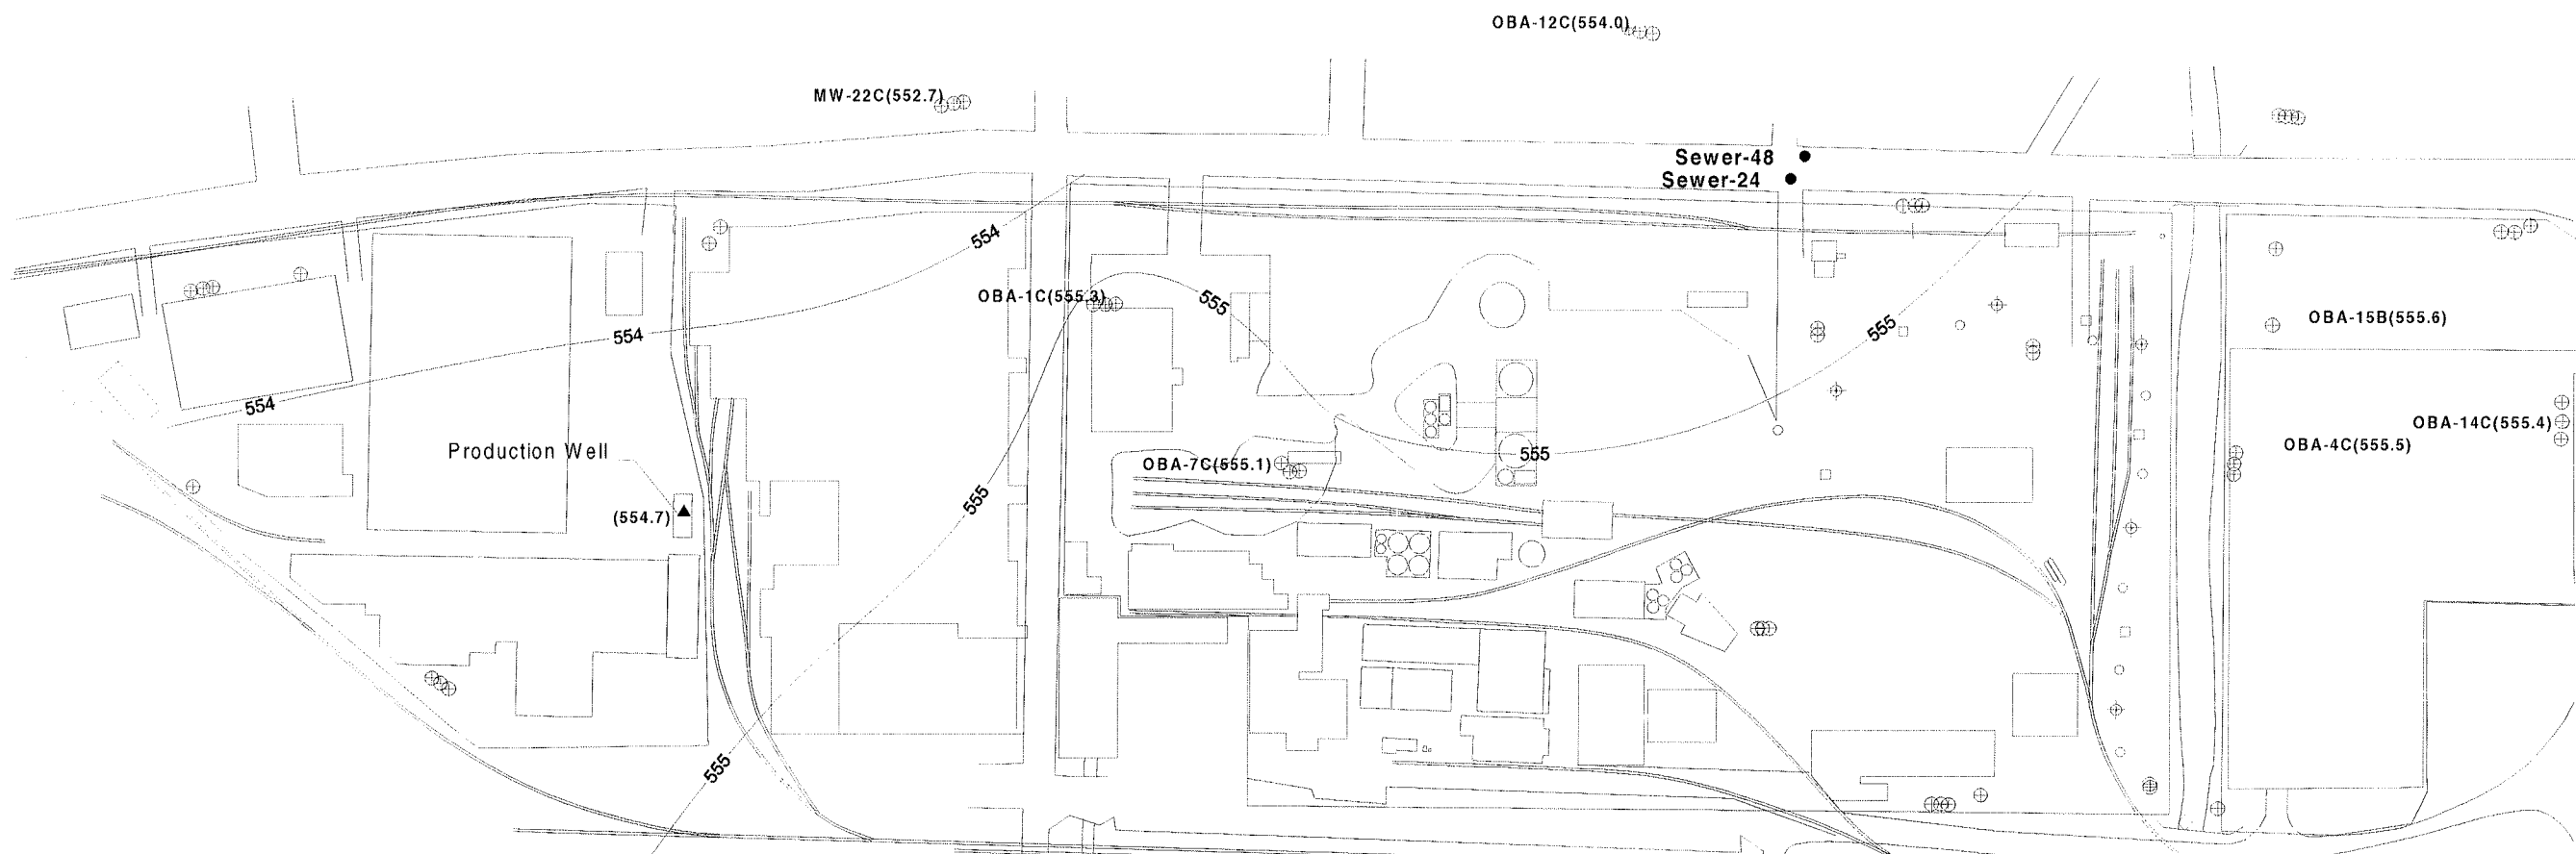 OBA-12C(554.0)
MW-22C(552.7)
Sewer-48
Sewer-24
554
OBA-1C(555.3)
555
OBA-15B(555.6)
554
555
554
OBA-14C(555.4)
OBA-4C(555.5)
Production Well
555
OBA-7C(555.1)
555
(554.7)
555